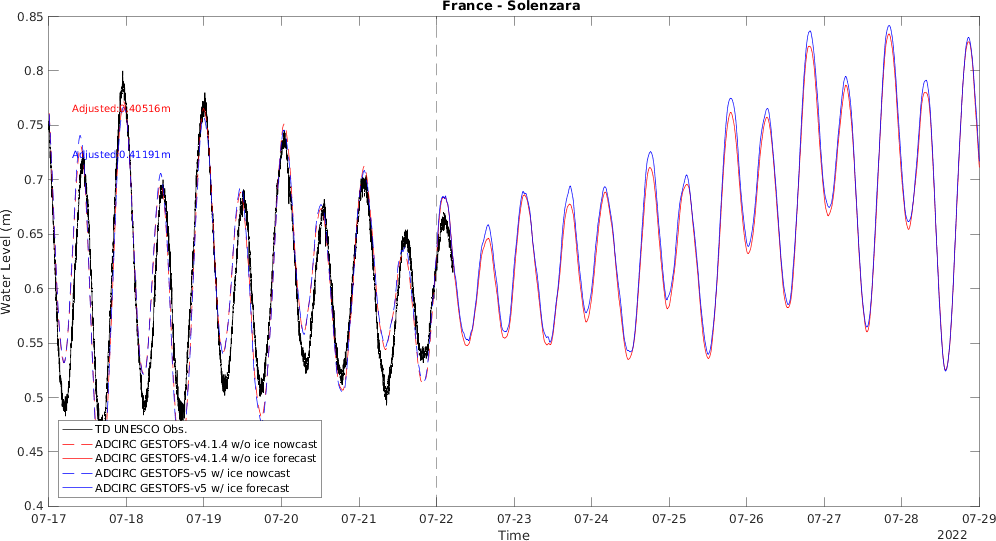 France - Solenzara
0.85
0.8
0.75
0.7
0.65
0.6
0.55
0.5
0.45
0.4
Water Level (m)
Adjusted:0.40516m
Adjusted:0.41191m
TD UNESCO Obs.
ADCIRC GESTOFS-v4.1.4 w/o ice nowcast
ADCIRC GESTOFS-v4.1.4 w/o ice forecast
ADCIRC GESTOFS-v5 w/ ice nowcast
ADCIRC GESTOFS-v5 w/ ice forecast
07-17 07-18 07-19 07-20 07-21 07-22 07-23 07-24 07-25 07-26 07-27 07-28 07-29
Time
2022